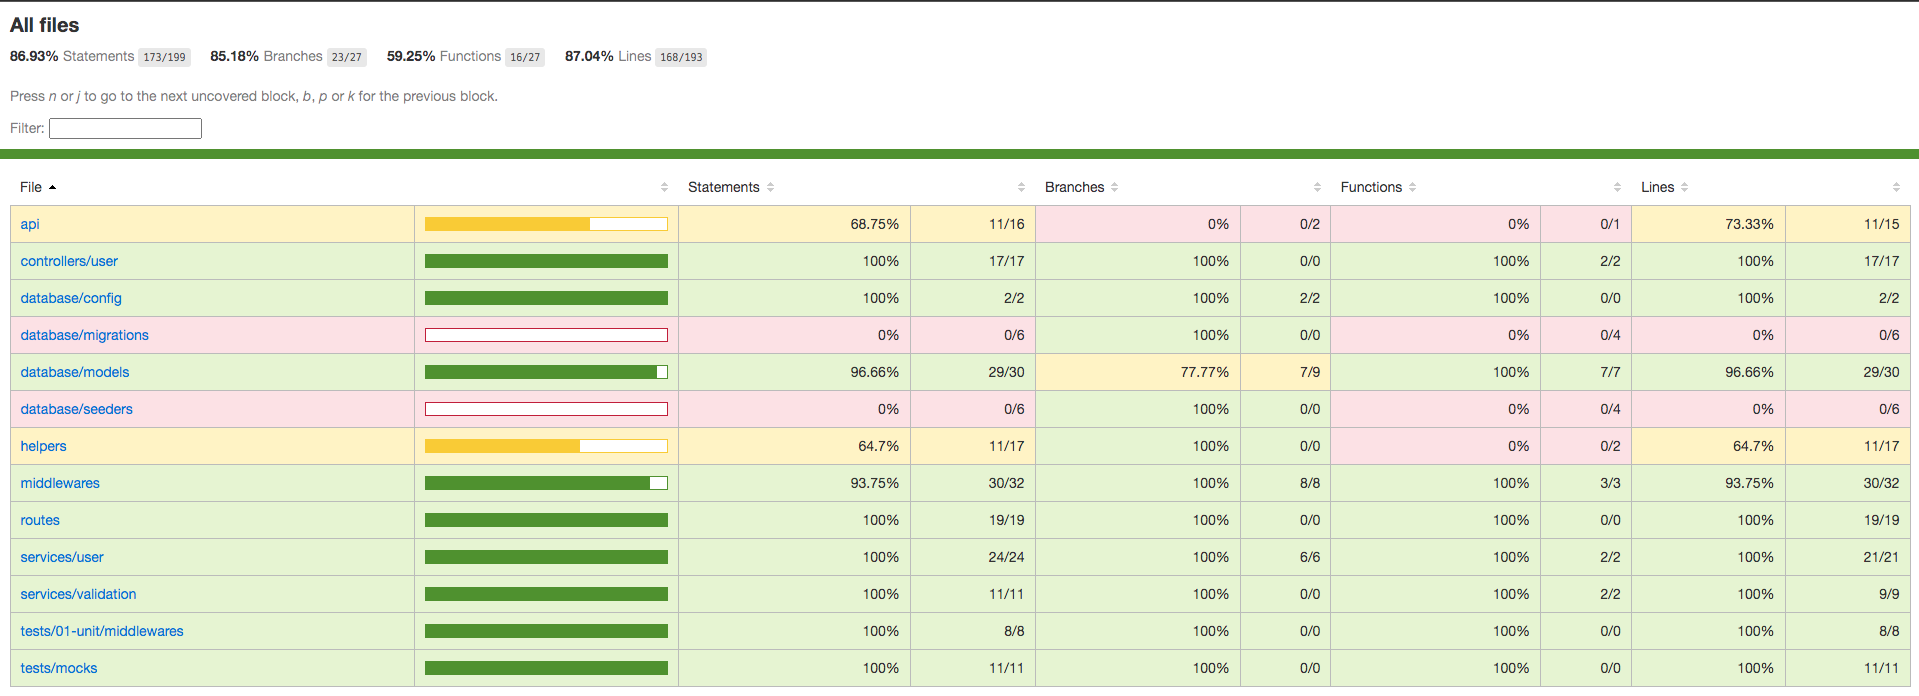 All files
86.93% Statements 173/199 85.18% Branches 23/27 59.25% Functions 16/27 87.04% Lines 168/193
Press n or j to go to the next uncovered block, b, p or k for the previous block.
Filter:
File Statements Branches Functions Lines
api 68.75% 11/16 0% 0/2 0% 0/1 73.33% 11/15
controllers/user 100% 17/17 100% 0/0 100% 2/2 100% 17/17
database/config 100% 2/2 100% 2/2 100% 0/0 100% 2/2
database/migrations 0% 0/6 100% 0/0 0% 0/4 0% 0/6
database/models 96.66% 29/30 77.77% 7/9 100% 7/7 96.66% 29/30
database/seeders 0% 0/6 100% 0/0 0% 0/4 0% 0/6
helpers 64.7% 11/17 100% 0/0 0% 0/2 64.7% 11/17
middlewares 93.75% 30/32 100% 8/8 100% 3/3 93.75% 30/32
routes 100% 19/19 100% 0/0 100% 0/0 100% 19/19
services/user 100% 24/24 100% 6/6 100% 2/2 100% 21/21
services/validation 100% 11/11 100% 0/0 100% 2/2 100% 9/9
tests/01-unit/middlewares 100% 8/8 100% 0/0 100% 0/0 100% 8/8
tests/mocks 100% 11/11 100% 0/0 100% 0/0 100% 11/11